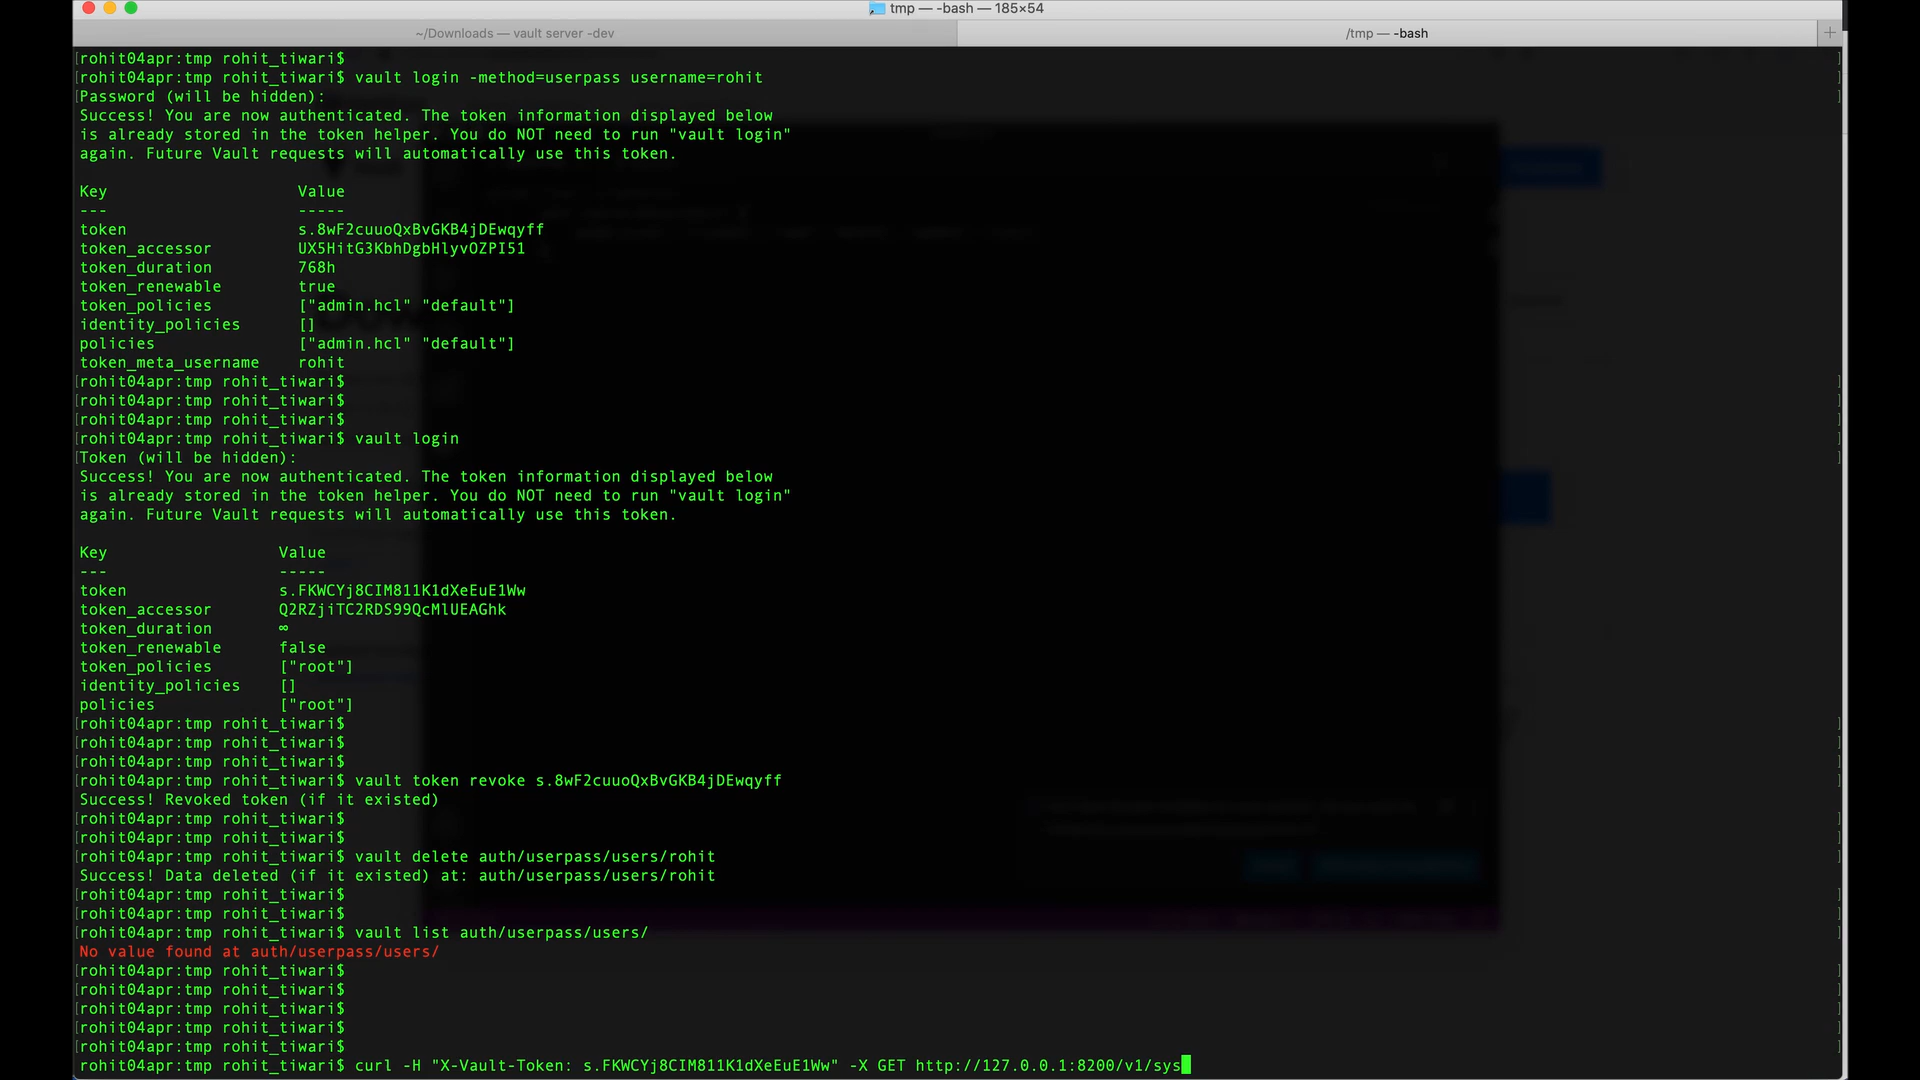 tmp — -bash — 185×54
~/Downloads — vault server -dev
/tmp — -bash
[rohit04apr:tmp rohit_tiwari$ ]
[rohit04apr:tmp rohit_tiwari$ vault login -method=userpass username=rohit ]
[Password (will be hidden): ]
Success! You are now authenticated. The token information displayed below
is already stored in the token helper. You do NOT need to run "vault login"
again. Future Vault requests will automatically use this token.
Key Value
--- -----
token s.8wF2cuuoQxBvGKB4jDEwqyff
token_accessor UX5HitG3KbhDgbHlyvOZPI51
token_duration 768h
token_renewable true
token_policies ["admin.hcl" "default"]
identity_policies []
policies ["admin.hcl" "default"]
token_meta_username rohit
[rohit04apr:tmp rohit_tiwari$ ]
[rohit04apr:tmp rohit_tiwari$ ]
[rohit04apr:tmp rohit_tiwari$ ]
[rohit04apr:tmp rohit_tiwari$ vault login ]
[Token (will be hidden): ]
Success! You are now authenticated. The token information displayed below
is already stored in the token helper. You do NOT need to run "vault login"
again. Future Vault requests will automatically use this token.
Key Value
--- -----
token s.FKWCYj8CIM811K1dXeEuE1Ww
token_accessor Q2RZjiTC2RDS99QcMlUEAGhk
token_duration ∞
token_renewable false
token_policies ["root"]
identity_policies []
policies ["root"]
[rohit04apr:tmp rohit_tiwari$ ]
[rohit04apr:tmp rohit_tiwari$ ]
[rohit04apr:tmp rohit_tiwari$ ]
[rohit04apr:tmp rohit_tiwari$ vault token revoke s.8wF2cuuoQxBvGKB4jDEwqyff ]
Success! Revoked token (if it existed)
[rohit04apr:tmp rohit_tiwari$ ]
[rohit04apr:tmp rohit_tiwari$ ]
[rohit04apr:tmp rohit_tiwari$ vault delete auth/userpass/users/rohit ]
Success! Data deleted (if it existed) at: auth/userpass/users/rohit
[rohit04apr:tmp rohit_tiwari$ ]
[rohit04apr:tmp rohit_tiwari$ ]
[rohit04apr:tmp rohit_tiwari$ vault list auth/userpass/users/ ]
No value found at auth/userpass/users/
[rohit04apr:tmp rohit_tiwari$ ]
[rohit04apr:tmp rohit_tiwari$ ]
[rohit04apr:tmp rohit_tiwari$ ]
[rohit04apr:tmp rohit_tiwari$ ]
[rohit04apr:tmp rohit_tiwari$ ]
rohit04apr:tmp rohit_tiwari$ curl -H "X-Vault-Token: s.FKWCYj8CIM811K1dXeEuE1Ww" -X GET http://127.0.0.1:8200/v1/sys